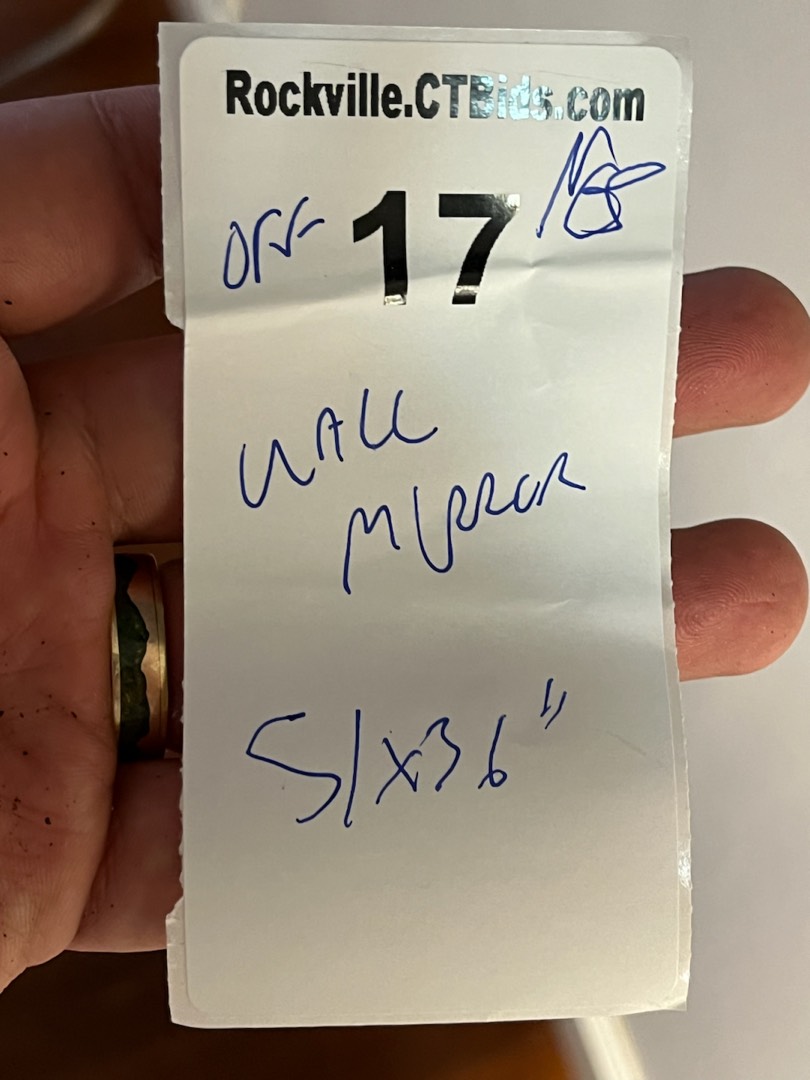 Rockville.CTBids.com
OFF 17
WALL
MIRROR
51x36"